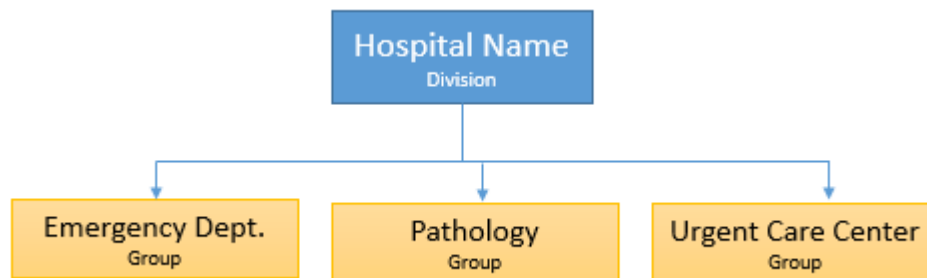 Hospital Name
Division
Emergency Dept.
Group
Pathology
Group
Urgent Care Center
Group